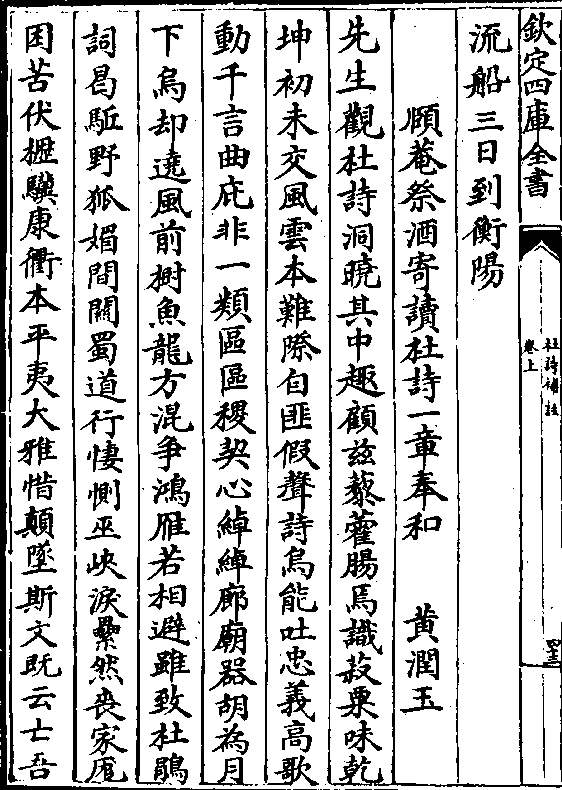 欽定四庫全書
杜詩補註
卷上
四十三
流船三日到衡陽
頤菴祭酒寄讀杜詩一章奉和 黄潤玉
先生觀杜詩洞曉其中趣顧兹藜藿腸焉識菽粟味乾
坤初未交風雲本難際自匪假聲詩烏能吐忠義高歌
動千言曲庇非一類區區稷契心綽綽廊廟器胡為月
下烏却遶風前樹魚龍方混爭鴻雁若相避雖致杜鵑
詞曷駈野狐媚間關蜀道行悽惻巫峽淚纍然喪家厖
困苦伏櫪驥康衢本平夷大雅惜顛墜斯文既云亡吾